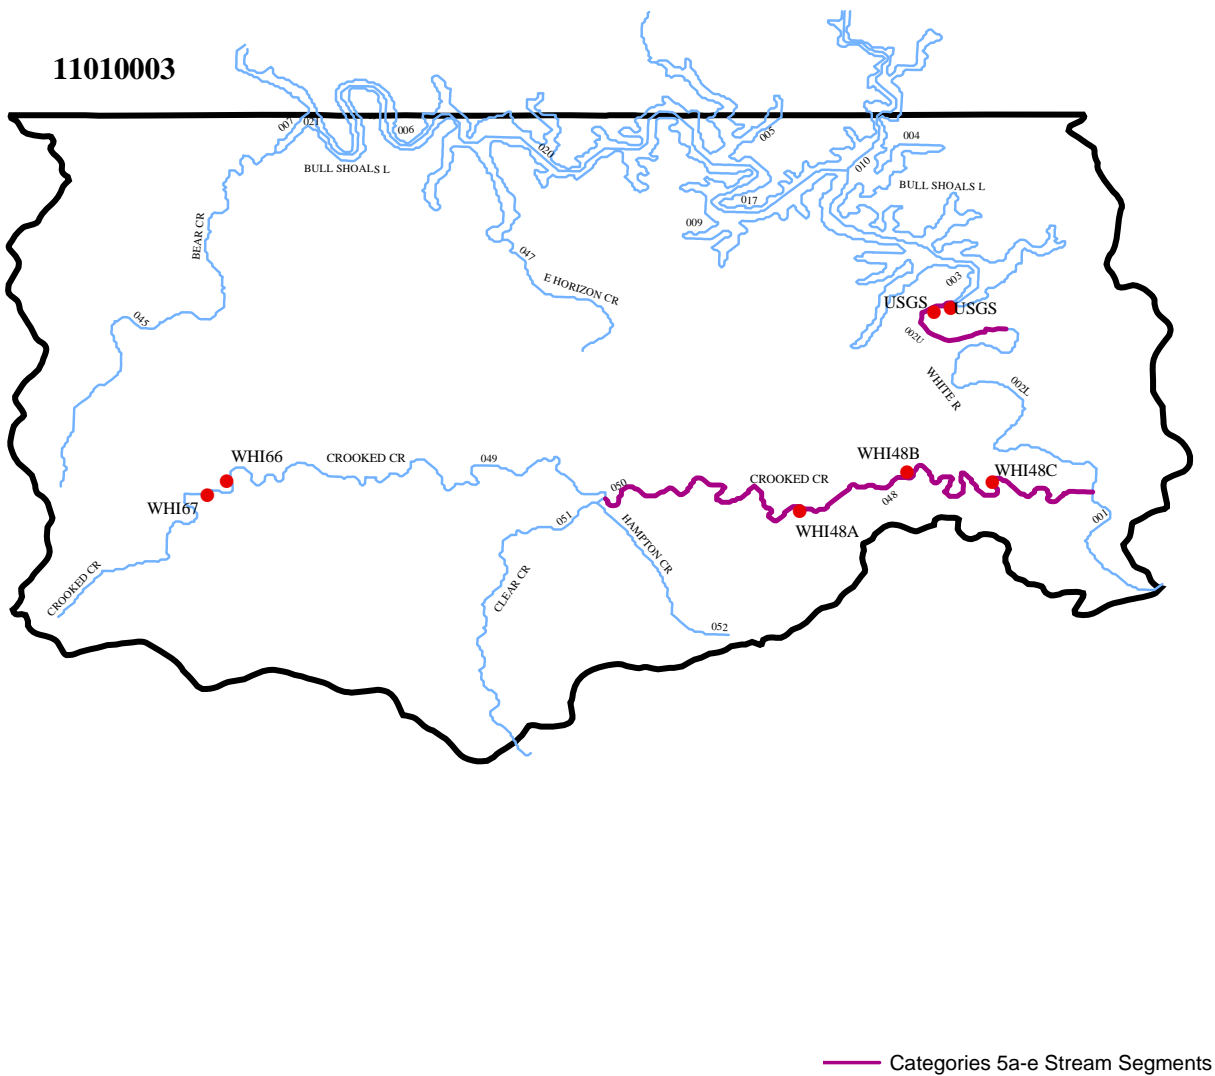 11010003
007
021
006
BULL SHOALS L
020
005
004
010
BULL SHOALS L
017
009
BEAR CR
047
E HORIZON CR
003
USGS
USGS
002U
045
WHITE R
002L
WHI66
CROOKED CR
049
WHI48B
WHI48C
CROOKED CR
050
048
WHI67
WHI48A
051
HAMPTON CR
001
CROOKED CR
CLEAR CR
052
Categories 5a-e Stream Segments